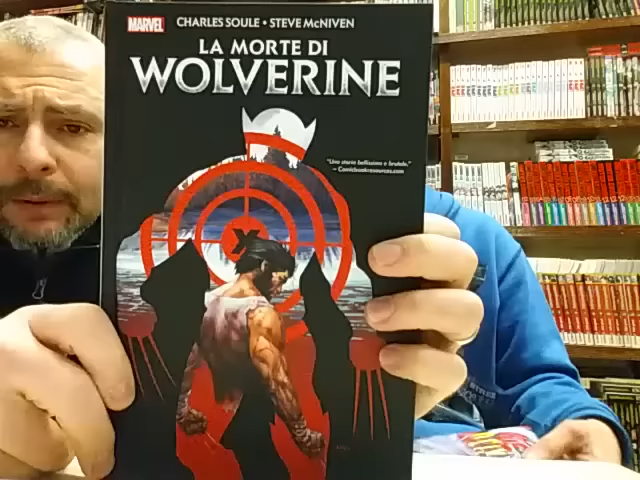 MARVEL
CHARLES SOULE • STEVE McNIVEN
LA MORTE DI
WOLVERINE
"Una storia bellissima e brutale."
– Comicbookresources.com
X